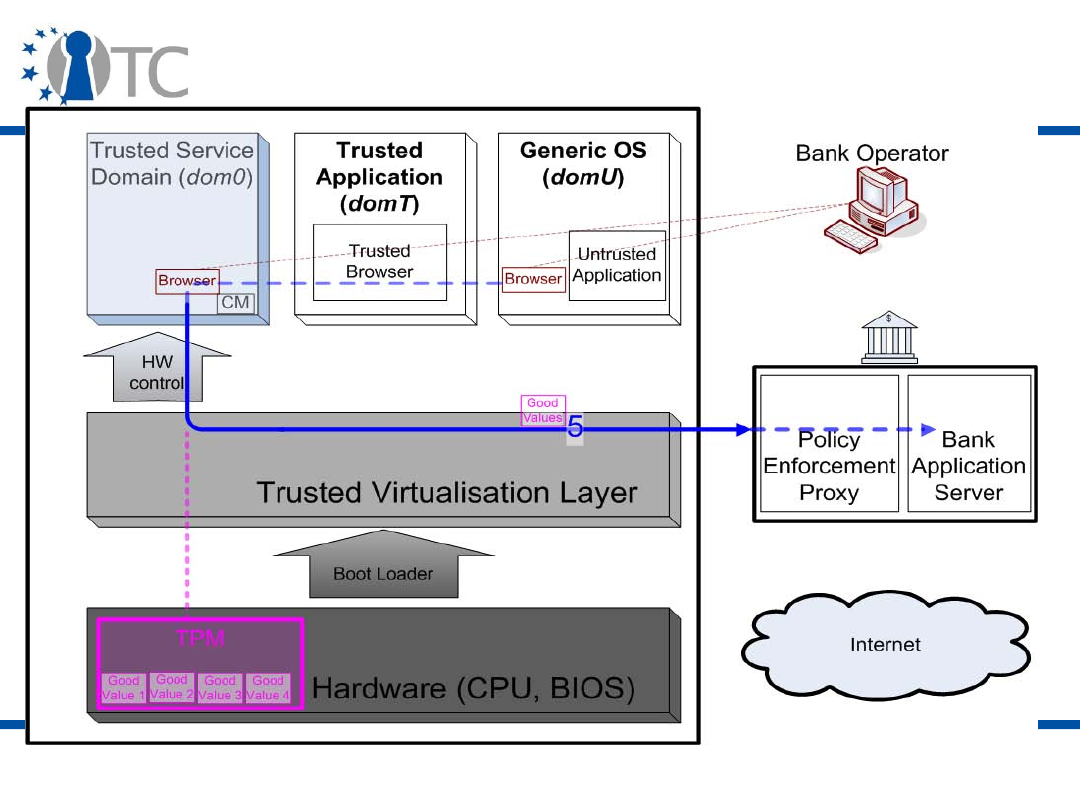 TC
Trusted Service
Domain (dom0)
Trusted
Application
(domT)
Generic OS
(domU)
Bank Operator
Trusted
Browser
Untrusted
Application
Browser
Browser
CM
HW
control
$
Good
Values
5
Policy
Enforcement
Proxy
Bank
Application
Server
Trusted Virtualisation Layer
Boot Loader
TPM
Good
Value 1
Good
Value 2
Good
Value 3
Good
Value 4
Hardware (CPU, BIOS)
Internet